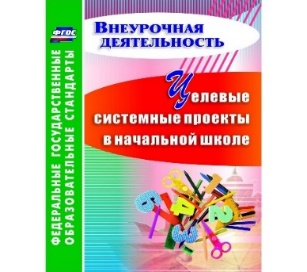 ФГОС
ФЕДЕРАЛЬНЫЕ ГОСУДАРСТВЕННЫЕ
ОБРАЗОВАТЕЛЬНЫЕ СТАНДАРТЫ
Внеурочная
деятельность
Целевые
системные проекты
в начальной школе